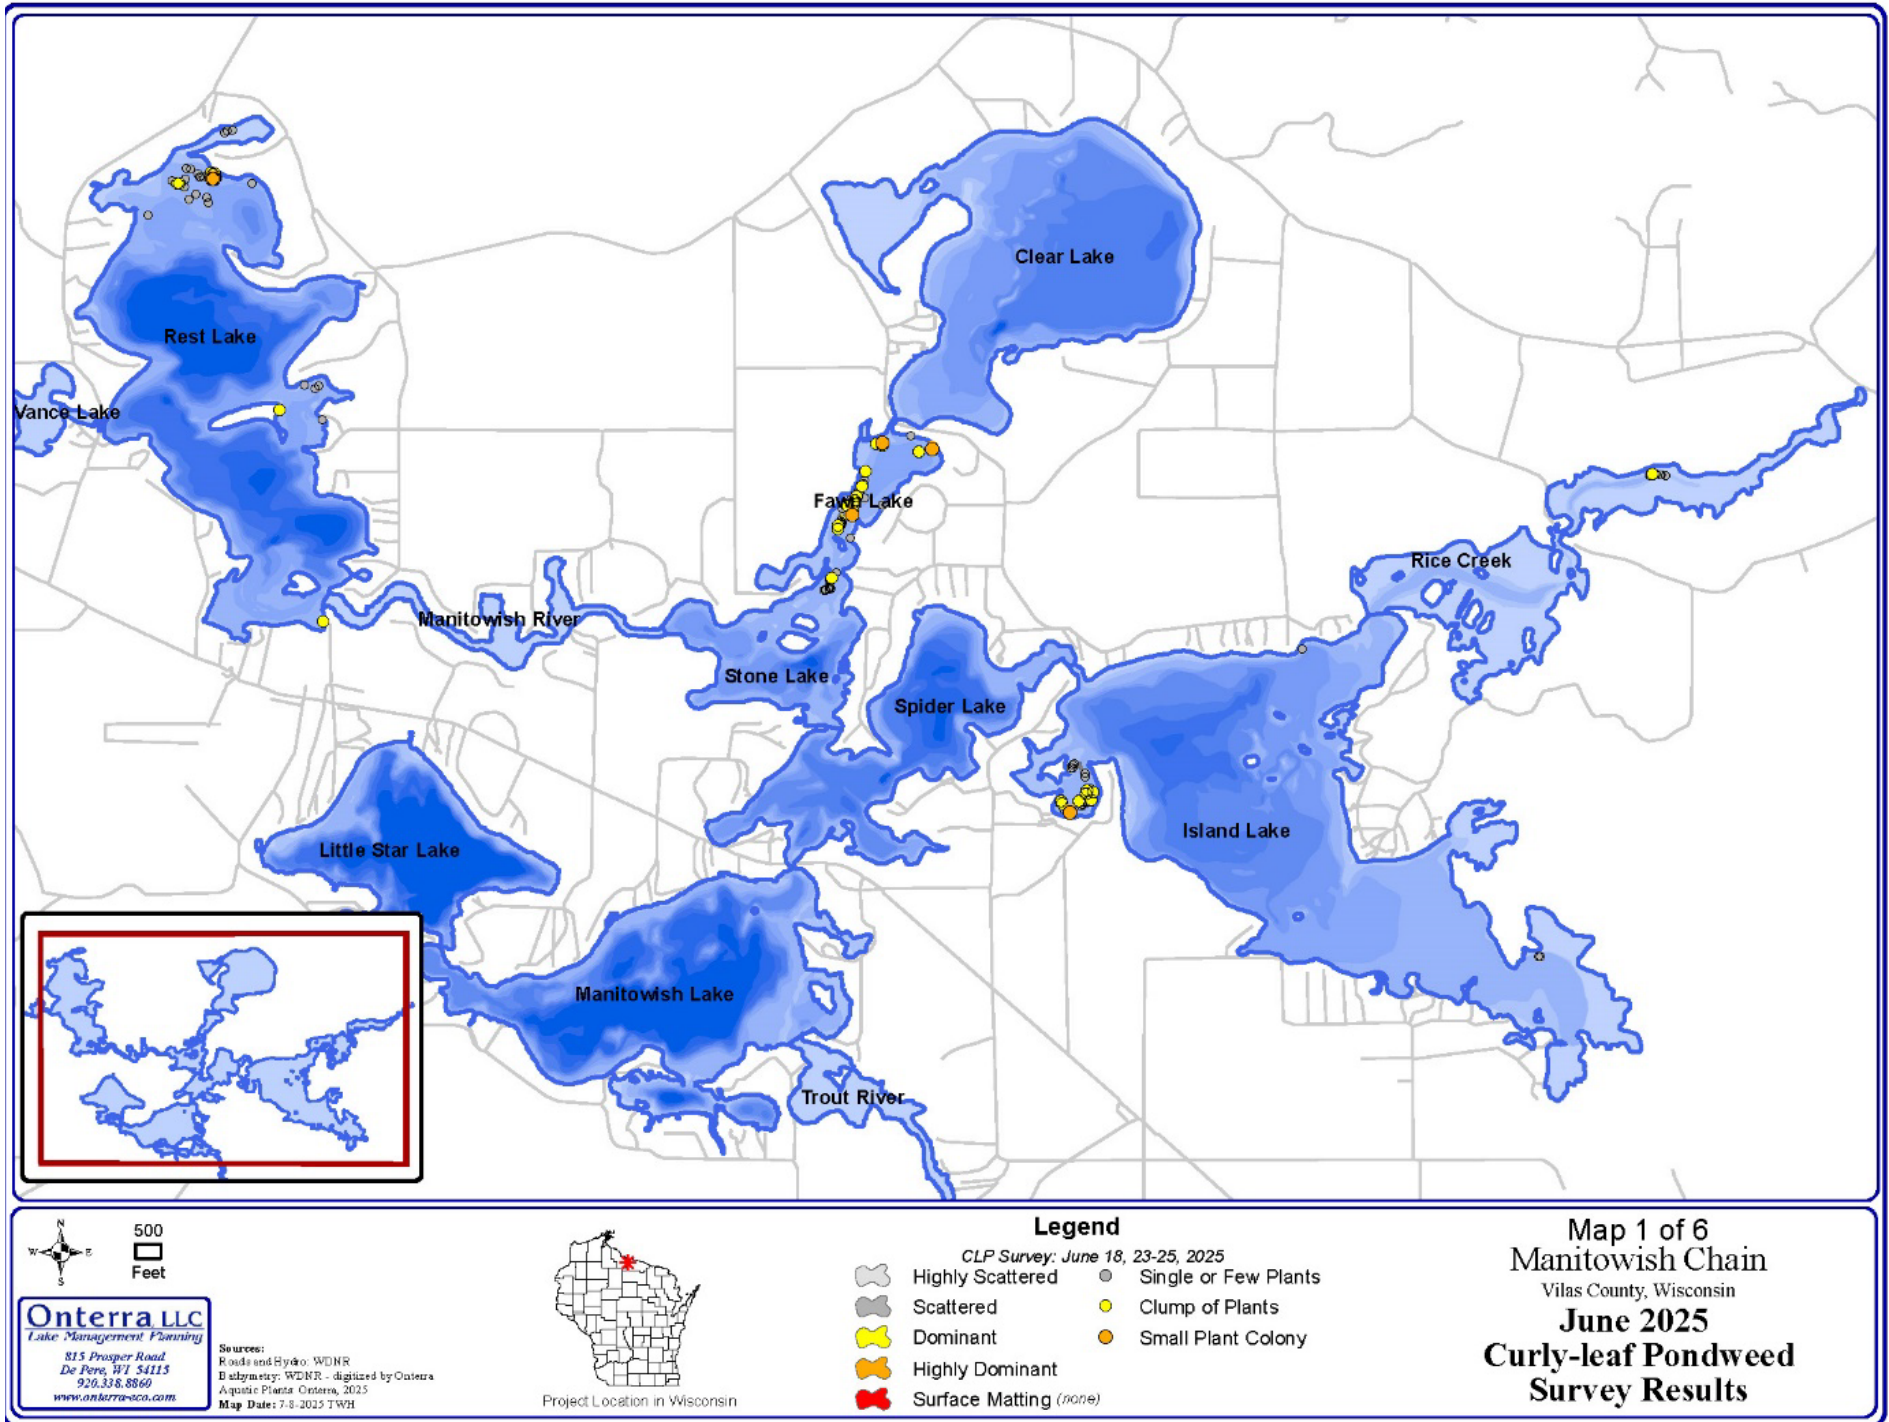 Clear Lake
Rest Lake
Vance Lake
Fawn Lake
Rice Creek
Manitowish River
Stone Lake
Spider Lake
Island Lake
Little Star Lake
Manitowish Lake
Trout River
N
W
E
S
500
Feet
Onterra, LLC
Lake Management Planning
815 Prosper Road
De Pere, WI 54115
920.338.8860
www.onterra-eco.com
Sources:
Roads and Hydro: WDNR
Bathymetry: WDNR - digitized by Onterra
Aquatic Plants: Onterra, 2025
Map Date: 7-8-2025 TWH
Project Location in Wisconsin
Legend
CLP Survey: June 18, 23-25, 2025
Highly Scattered
Scattered
Dominant
Highly Dominant
Surface Matting (none)
Single or Few Plants
Clump of Plants
Small Plant Colony
Map 1 of 6
Manitowish Chain
Vilas County, Wisconsin
June 2025
Curly-leaf Pondweed
Survey Results